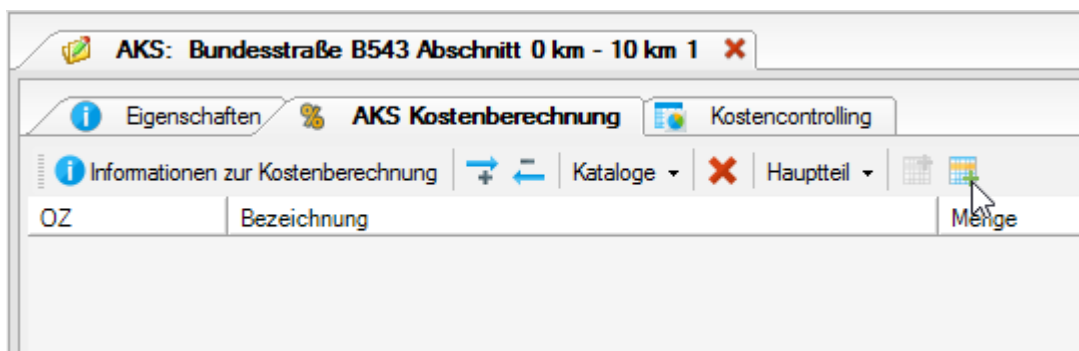 AKS: Bundesstraße B543 Abschnitt 0 km - 10 km 1
Eigenschaften AKS Kostenberechnung Kostencontrolling
Informationen zur Kostenberechnung Kataloge Hauptteil
OZ Bezeichnung Menge